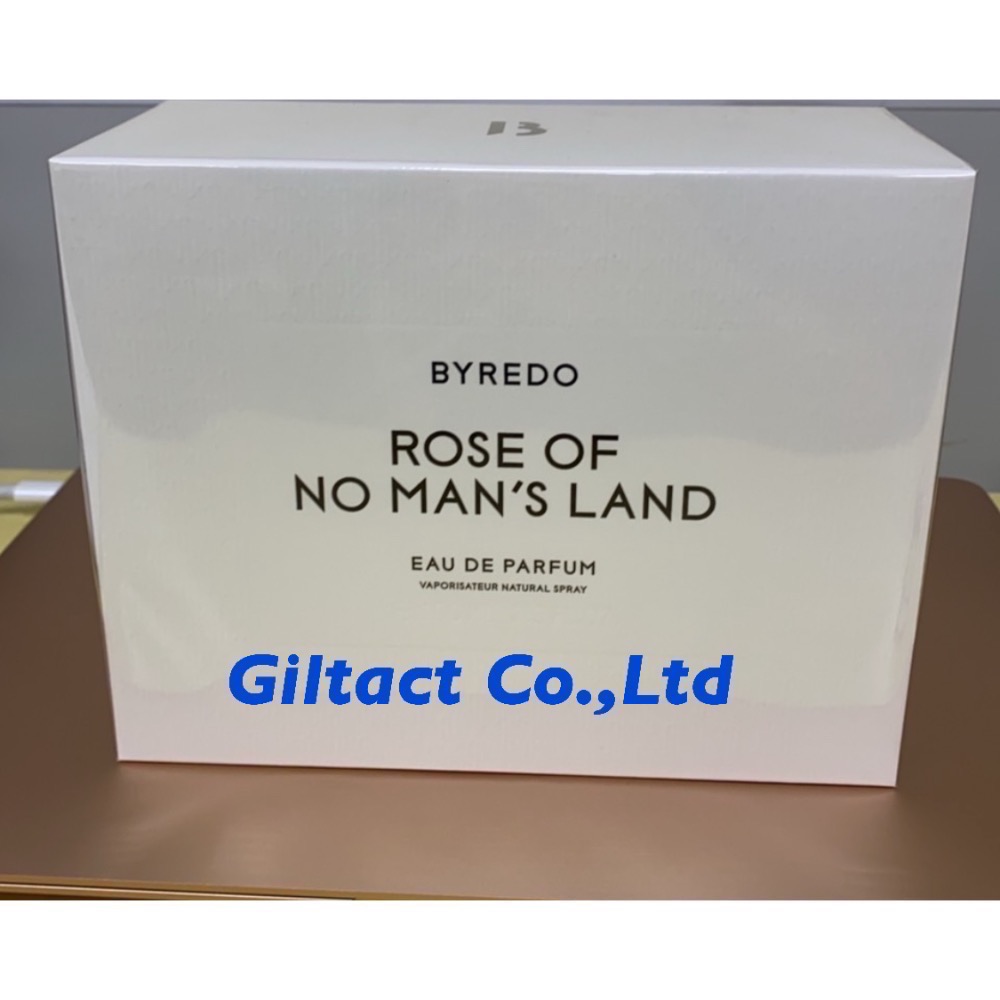 B
BYREDO
ROSE OF
NO MAN'S LAND
EAU DE PARFUM
VAPORISATEUR NATURAL SPRAY
Giltact Co.,Ltd